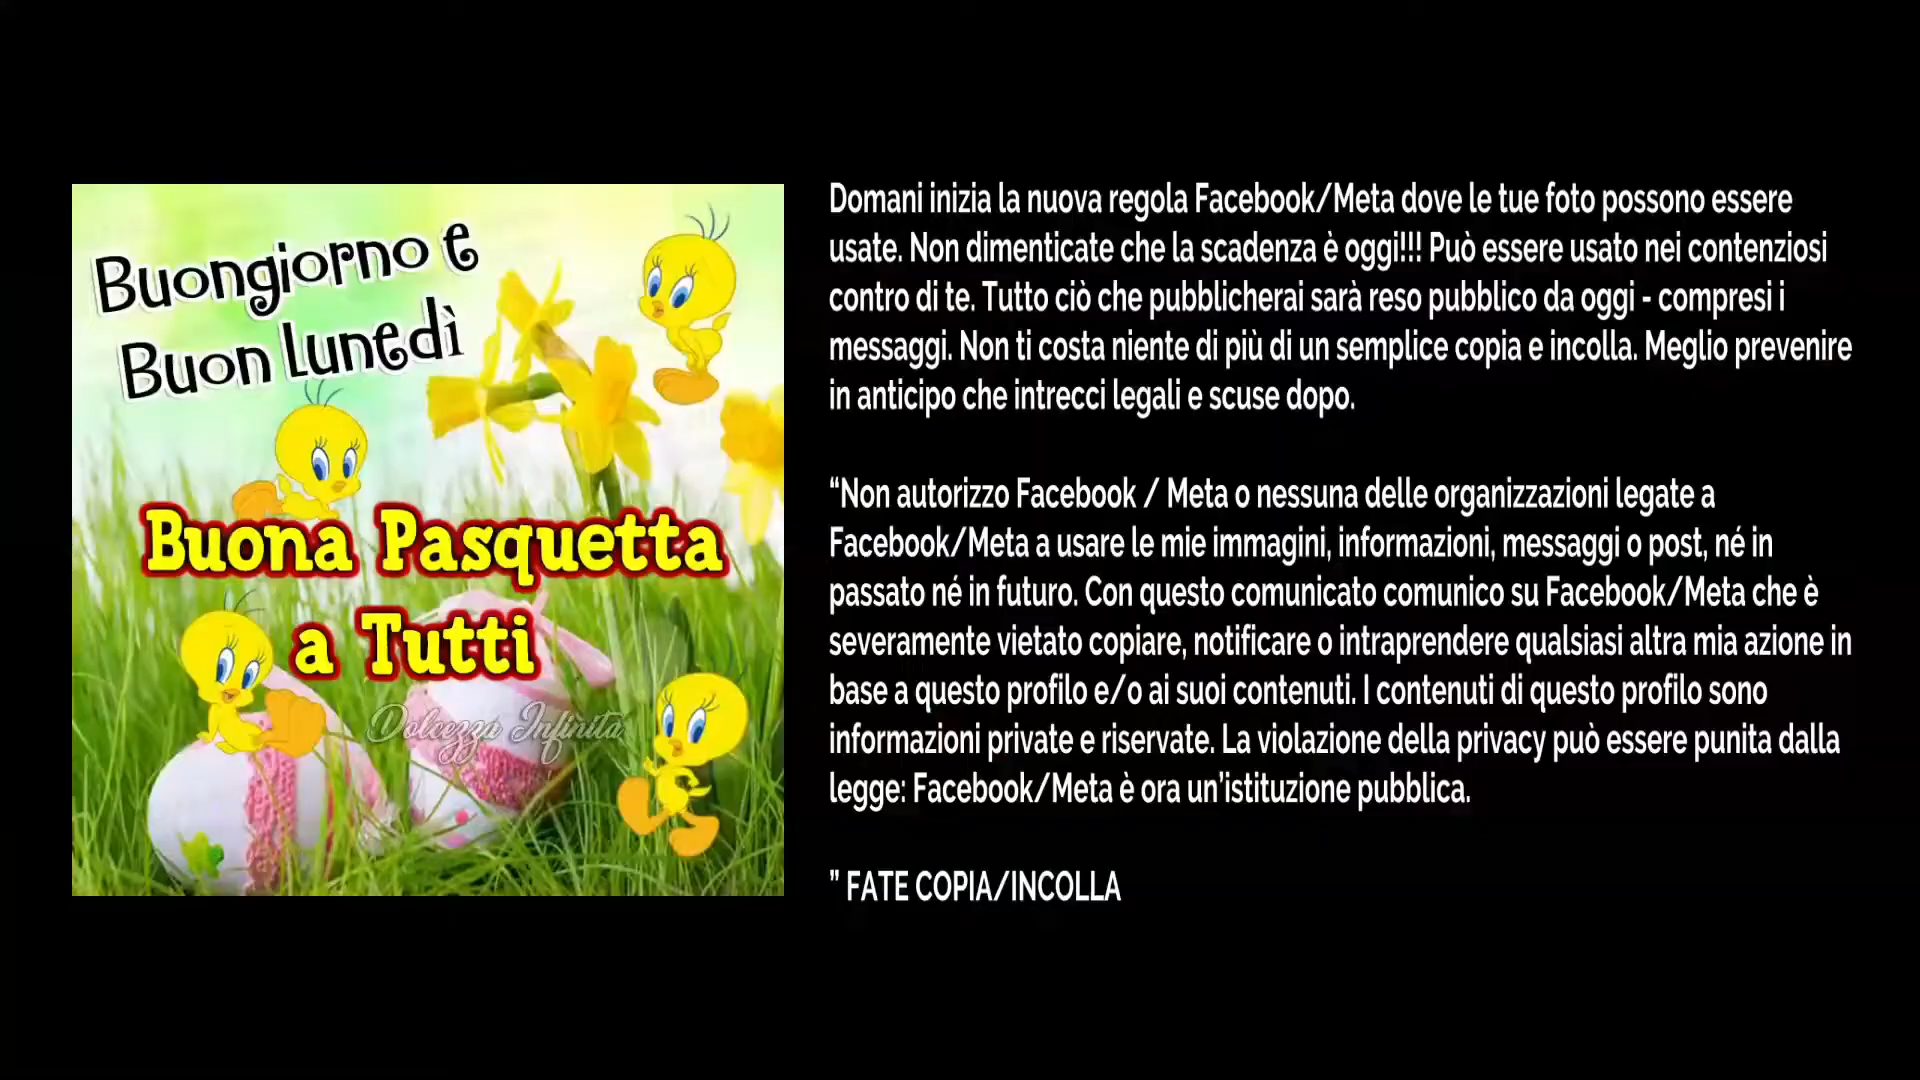 Buongiorno e
Buon lunedì
Buona Pasquetta
a Tutti
Dolcezza Infinita
Domani inizia la nuova regola Facebook/Meta dove le tue foto possono essere
usate. Non dimenticate che la scadenza è oggi!!! Può essere usato nei contenziosi
contro di te. Tutto ciò che pubblicherai sarà reso pubblico da oggi - compresi i
messaggi. Non ti costa niente di più di un semplice copia e incolla. Meglio prevenire
in anticipo che intrecci legali e scuse dopo.
“Non autorizzo Facebook / Meta o nessuna delle organizzazioni legate a
Facebook/Meta a usare le mie immagini, informazioni, messaggi o post, né in
passato né in futuro. Con questo comunicato comunico su Facebook/Meta che è
severamente vietato copiare, notificare o intraprendere qualsiasi altra mia azione in
base a questo profilo e/o ai suoi contenuti. I contenuti di questo profilo sono
informazioni private e riservate. La violazione della privacy può essere punita dalla
legge: Facebook/Meta è ora un’istituzione pubblica.
” FATE COPIA/INCOLLA